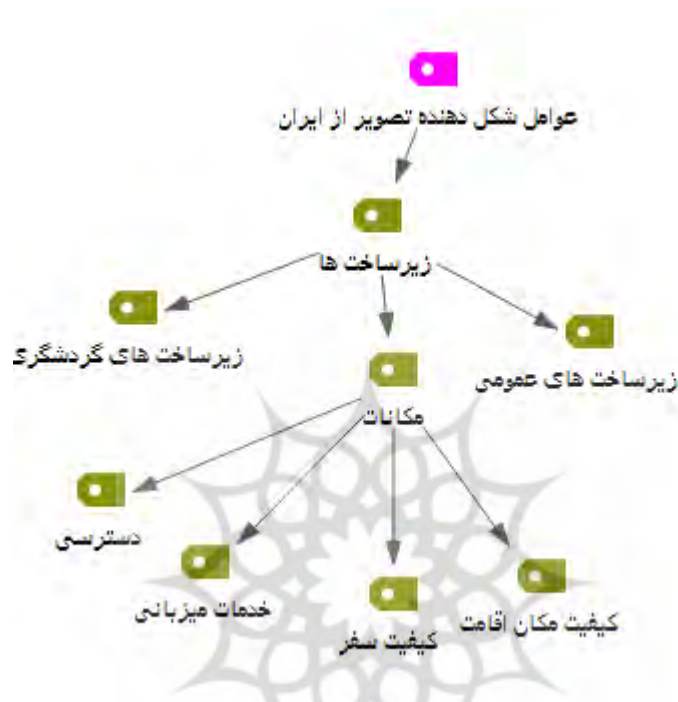 عوامل شکل دهنده تصویر از ایران
زیرساخت ها
زیرساخت های عمومی
مکانات
زیرساخت های گردشگری
کیفیت مکان اقامت
کیفیت سفر
خدمات میزبانی
دسترسی